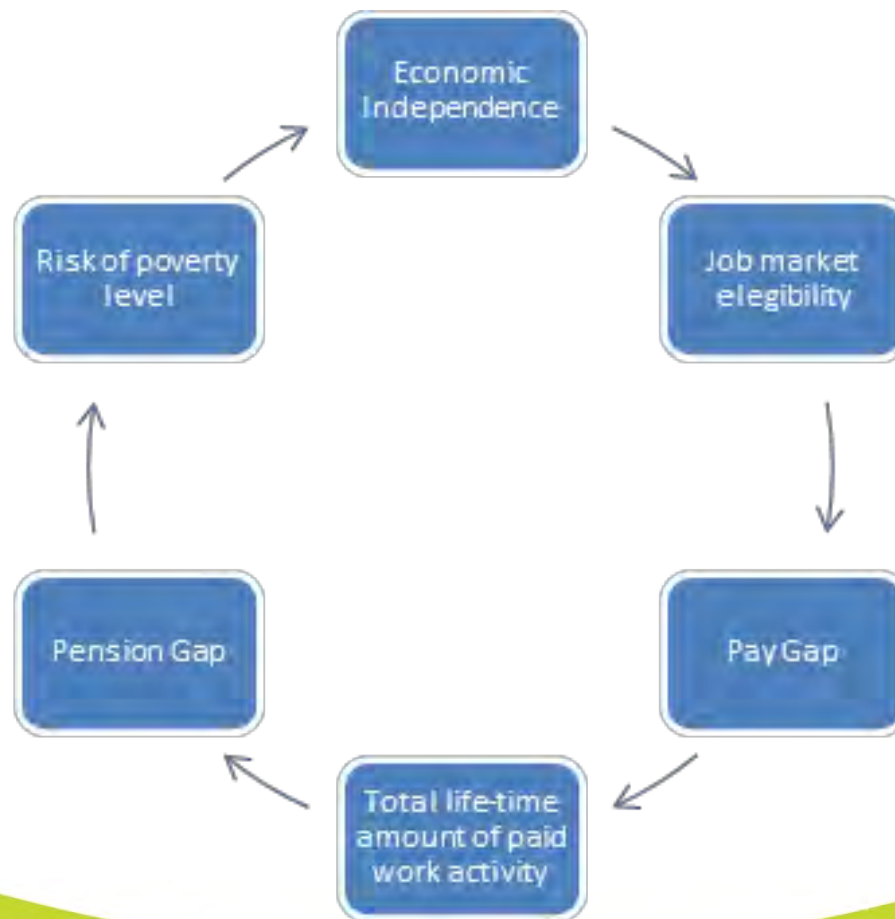 Economic
Independence
Job market
elegibility
Pay Gap
Total life-time
amount of paid
work activity
Pension Gap
Risk of poverty
level